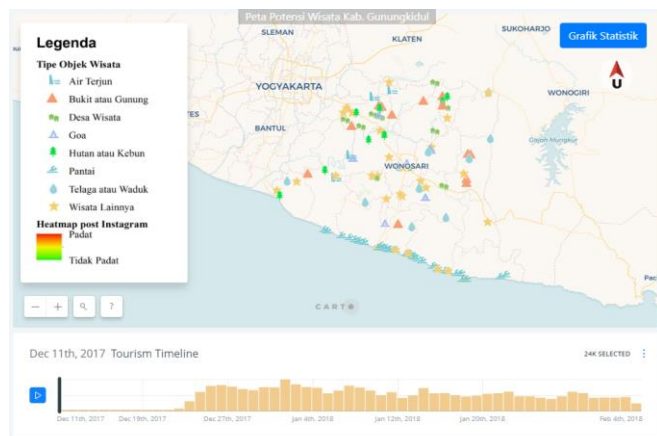 Peta Potensi Wisata Kab. Gunungkidul
Legenda
Tipe Objek Wisata
Air Terjun
Bukit atau Gunung
Desa Wisata
Goa
Hutan atau Kebun
Pantai
Telaga atau Waduk
Wisata Lainnya
Heatmap post Instagram
Padat
Tidak Padat
Grafik Statistik
U
SLEMAN
KLATEN
SUKOHARJO
WONOGIRI
YOGYAKARTA
BANTUL
Gajah Mungkur
WONOSARI
CARTO
− + ?
Dec 11th, 2017 Tourism Timeline
24K SELECTED
Dec 11th, 2017 Dec 19th, 2017 Dec 27th, 2017 Jan 4th, 2018 Jan 12th, 2018 Jan 20th, 2018 Feb 4th, 2018